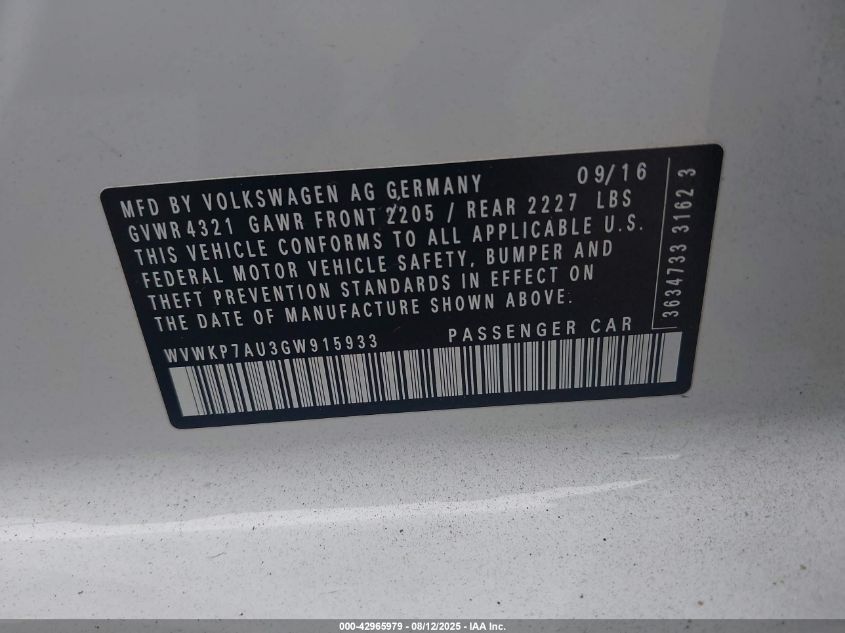 MFD BY VOLKSWAGEN AG GERMANY 09/16
GVWR 4321 GAWR FRONT 2205 / REAR 2227 LBS
THIS VEHICLE CONFORMS TO ALL APPLICABLE U.S.
FEDERAL MOTOR VEHICLE SAFETY, BUMPER AND
THEFT PREVENTION STANDARDS IN EFFECT ON
THE DATE OF MANUFACTURE SHOWN ABOVE.
WVWKP7AU3GW915933 PASSENGER CAR
3634733 3162 3
000-42965979 - 08/12/2025 - IAA Inc.